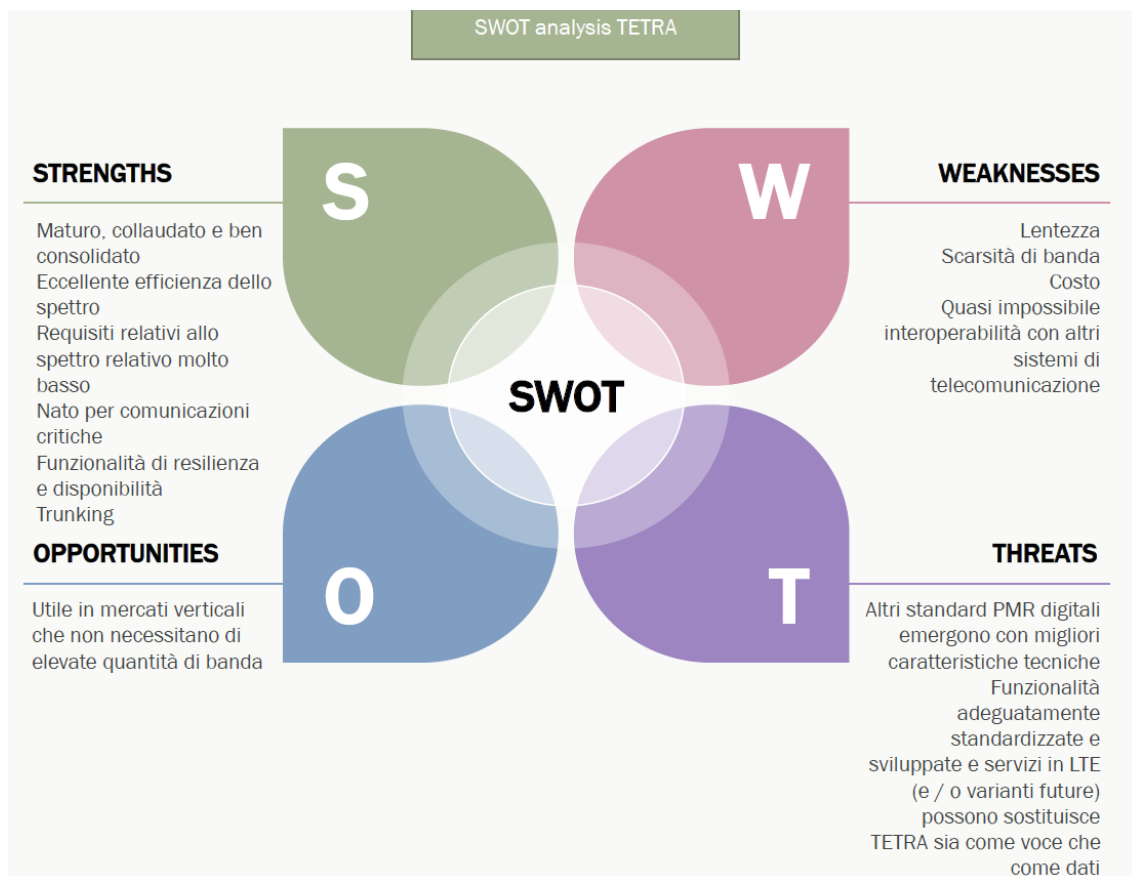 SWOT analysis TETRA
STRENGTHS
Maturo, collaudato e ben
consolidato
Eccellente efficienza dello
spettro
Requisiti relativi allo
spettro relativo molto
basso
Nato per comunicazioni
critiche
Funzionalità di resilienza
e disponibilità
Trunking
S
W
WEAKNESSES
Lentezza
Scarsità di banda
Costo
Quasi impossibile
interoperabilità con altri
sistemi di
telecomunicazione
SWOT
OPPORTUNITIES
Utile in mercati verticali
che non necessitano di
elevate quantità di banda
O
T
THREATS
Altri standard PMR digitali
emergono con migliori
caratteristiche tecniche
Funzionalità
adeguatamente
standardizzate e
sviluppate e servizi in LTE
(e / o varianti future)
possono sostituisce
TETRA sia come voce che
come dati